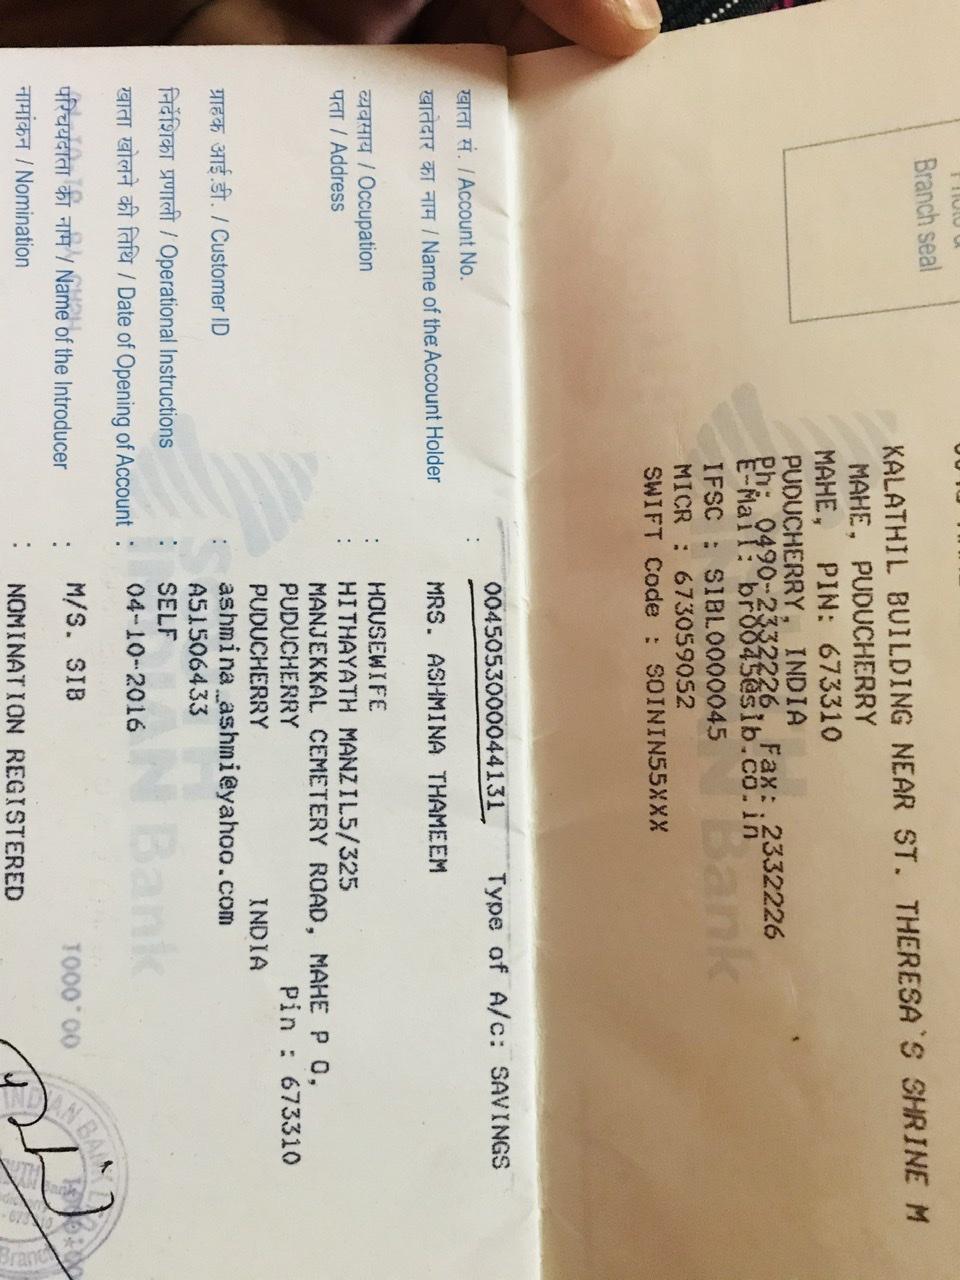 Photo &
Branch seal
KALATHIL BUILDING NEAR ST. THERESA`S SHRINE M
MAHE, PUDUCHERRY
MAHE, PIN: 673310
PUDUCHERRY, INDIA
Ph: 0490-2332226 Fax: 2332226
E-Mail: br0045@sib.co.in
IFSC : SIBL0000045
MICR : 673059052
SWIFT Code : SOININ55XXX
खाता सं. / Account No. : 0045053000044131 Type of A/c: SAVINGS
खातेदार का नाम / Name of the Account Holder MRS. ASHMINA THAMEEM
व्यवसाय / Occupation : HOUSEWIFE
पता / Address : HITHAYATH MANZIL5/325
MANJEKKAL CEMETERY ROAD, MAHE P O,
PUDUCHERRY Pin : 673310
PUDUCHERRY INDIA
ग्राहक आई.डी. / Customer ID : ashmina_ashmi@yahoo.com
A51506433
निर्देशिका प्रणाली / Operational Instructions : SELF
खाता खोलने की तिथि / Date of Opening of Account : 04-10-2016
परिचयदाता का नाम / Name of the Introducer : M/S. SIB
नामांकन / Nomination : NOMINATION REGISTERED